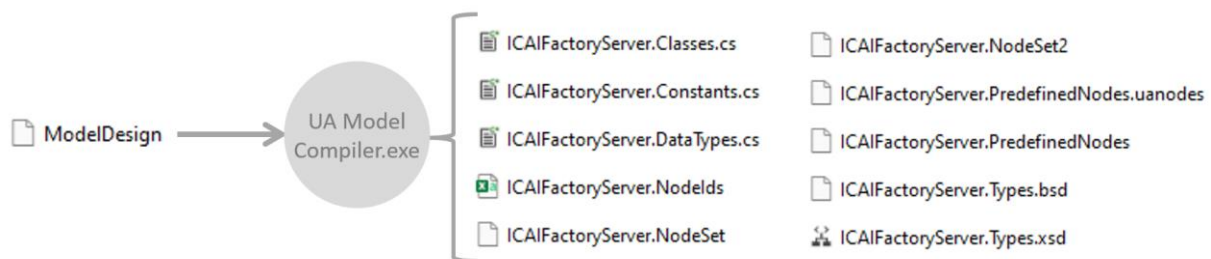 ModelDesign
UA Model
Compiler.exe
ICAIFactoryServer.Classes.cs
ICAIFactoryServer.Constants.cs
ICAIFactoryServer.DataTypes.cs
ICAIFactoryServer.NodeIds
ICAIFactoryServer.NodeSet
ICAIFactoryServer.NodeSet2
ICAIFactoryServer.PredefinedNodes.uanodes
ICAIFactoryServer.PredefinedNodes
ICAIFactoryServer.Types.bsd
ICAIFactoryServer.Types.xsd